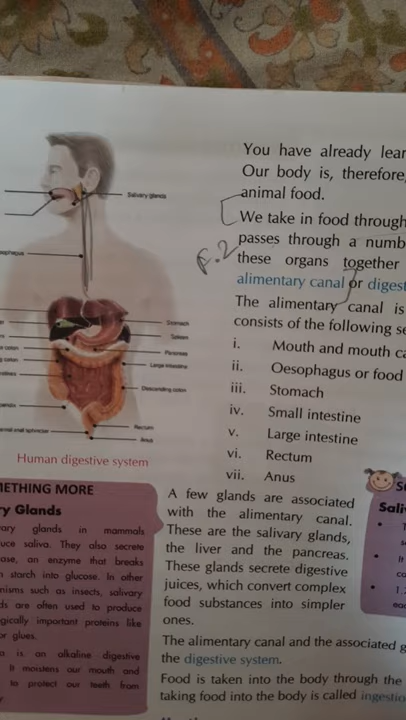 Salivary glands
Stomach
Spleen
Pancreas
Large intestine
Descending colon
Rectum
Anus
Human digestive system
You have already lear
Our body is, therefore,
animal food.
We take in food through
F.2
passes through a numb
these organs together
alimentary canal or digest
The alimentary canal is
consists of the following se
i. Mouth and mouth ca
ii. Oesophagus or food
iii. Stomach
iv. Small intestine
v. Large intestine
vi. Rectum
vii. Anus
A few glands are associated
with the alimentary canal.
These are the salivary glands,
the liver and the pancreas.
These glands secrete digestive
juices, which convert complex
food substances into simpler
ones.
The alimentary canal and the associated g
the digestive system.
Food is taken into the body through the
taking food into the body is called ingestio
METHING MORE
ry Glands
ary glands in mammals
uce saliva. They also secrete
ase, an enzyme that breaks
n starch into glucose. In other
nisms such as insects, salivary
ds are often used to produce
gically important proteins like
or glues.
a is an alkaline digestive
It moistens our mouth and
to protect our teeth from
Saliv